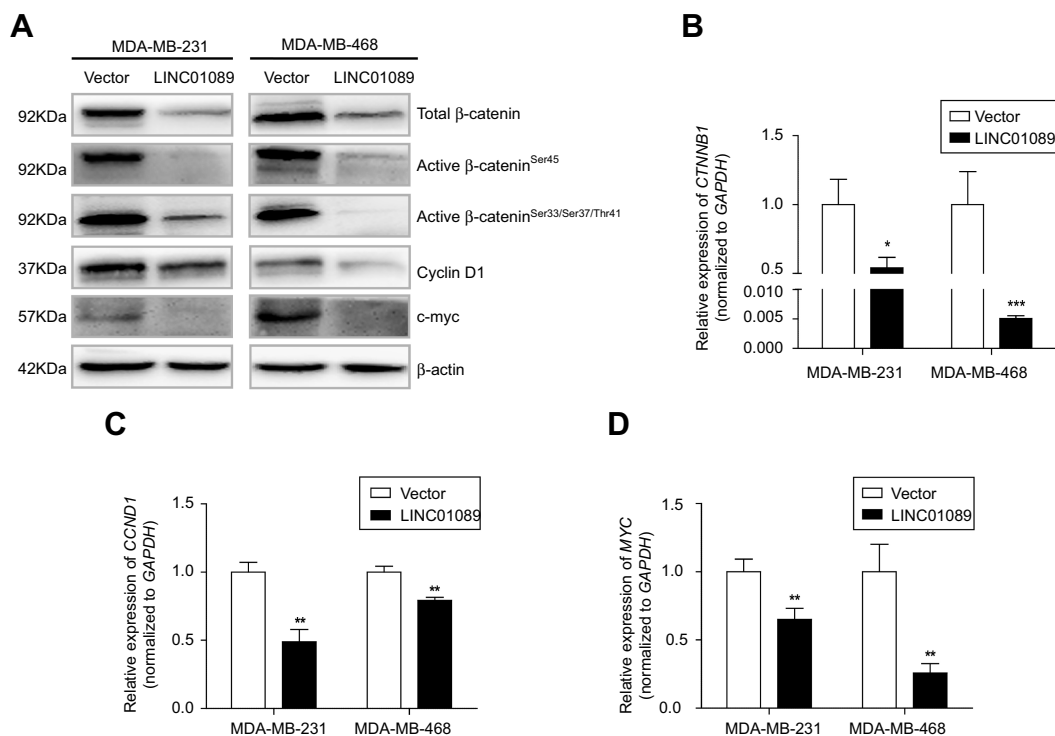 A
MDA-MB-231 MDA-MB-468
Vector LINC01089 Vector LINC01089
92KDa Total β-catenin
92KDa Active β-catenin Ser45
92KDa Active β-catenin Ser33/Ser37/Thr41
37KDa Cyclin D1
57KDa c-myc
42KDa β-actin
B
Vector
LINC01089
Relative expression of CTNNB1
(normalized to GAPDH)
1.5
1.0
0.5
0.010
0.005
0.000
*
***
MDA-MB-231 MDA-MB-468
C
Vector
LINC01089
Relative expression of CCND1
(normalized to GAPDH)
1.5
1.0
0.5
0.0
**
**
MDA-MB-231 MDA-MB-468
D
Vector
LINC01089
Relative expression of MYC
(normalized to GAPDH)
1.5
1.0
0.5
0.0
**
**
MDA-MB-231 MDA-MB-468